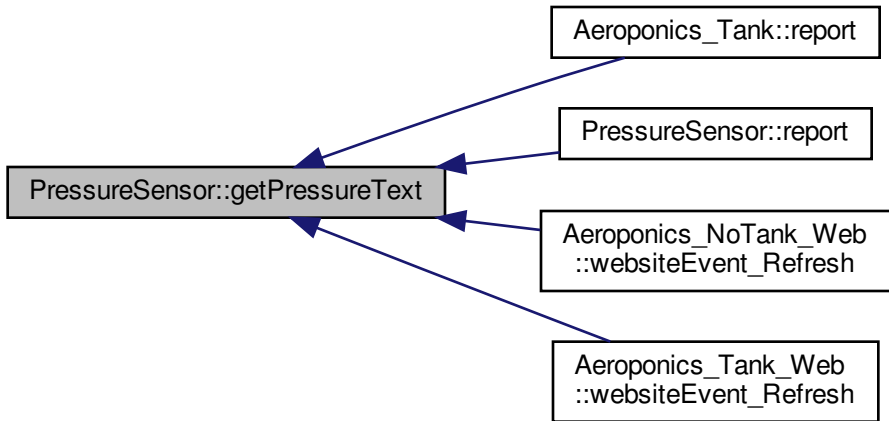 Aeroponics_Tank::report
PressureSensor::report
PressureSensor::getPressureText
Aeroponics_NoTank_Web
::websiteEvent_Refresh
Aeroponics_Tank_Web
::websiteEvent_Refresh